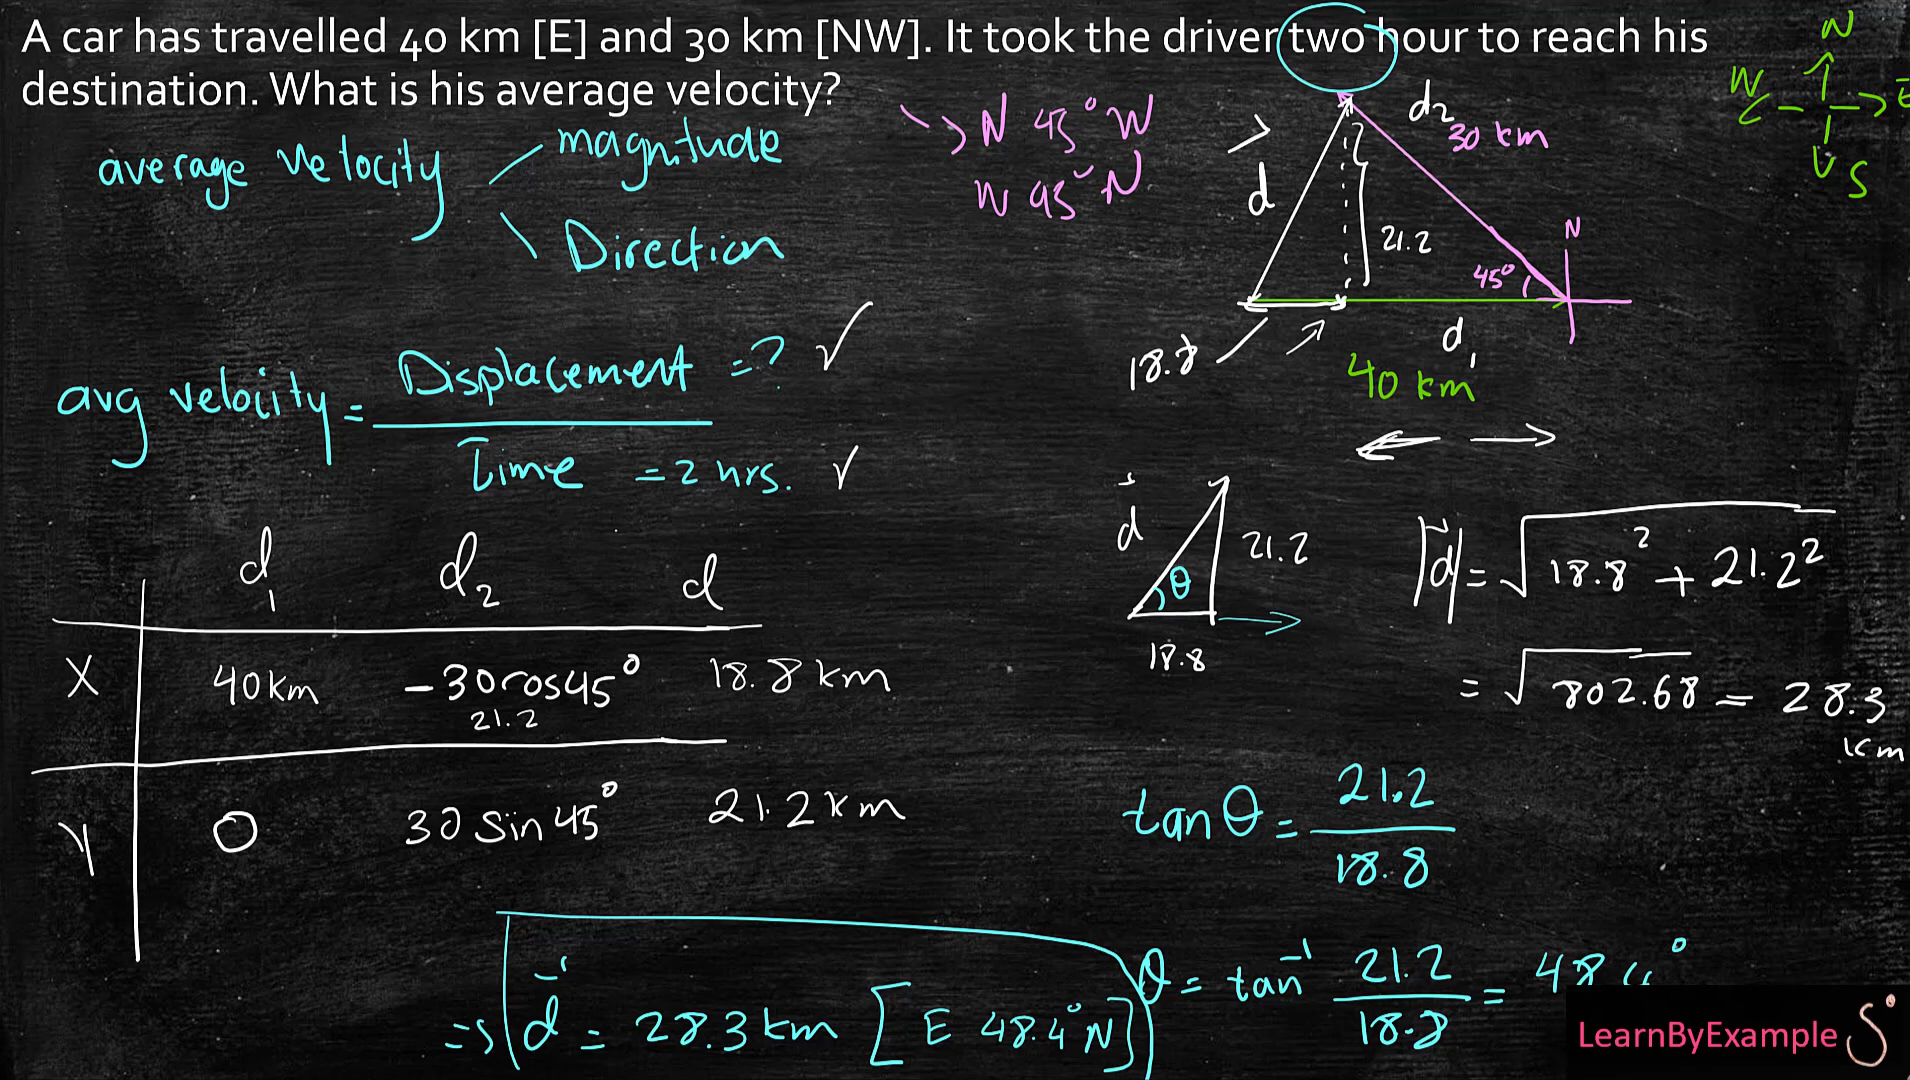 A car has travelled 40 km [E] and 30 km [NW]. It took the driver two hour to reach his
destination. What is his average velocity?
N
W E
S
average velocity
magnitude
Direction
N 45° W
W 45° N
d
d2
30 km
21.2
45°
N
18.8
d1
40 km
avg velocity = Displacement =? ✓
Time = 2 hrs. ✓
d1 d2 d
X 40km -30cos45° 18.8 km
21.2
Y 0 30 Sin 45° 21.2 km
d
θ
21.2
18.8
|d| = √18.8² + 21.2²
= √802.68 = 28.3
km
tan θ = 21.2
18.8
θ = tan⁻¹ 21.2 = 48.4°
18.8
d = 28.3 km [E 48.4° N]
LearnByExample